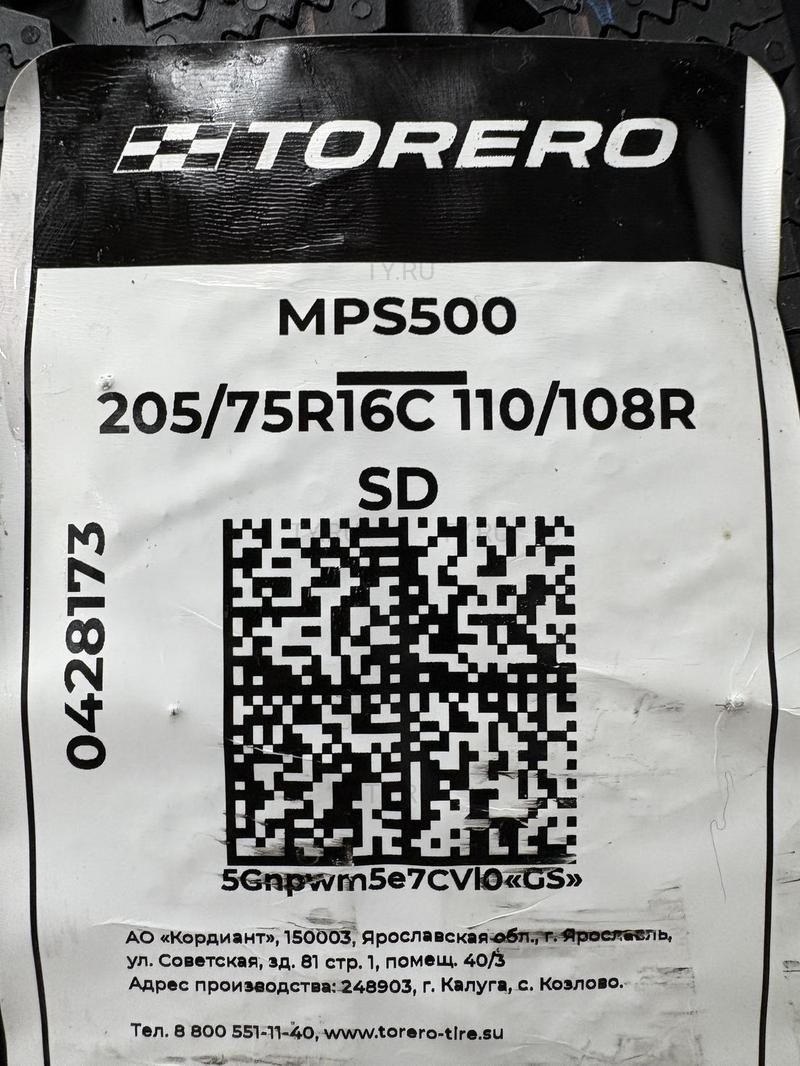 TORERO
TY.RU
MPS500
205/75R16C 110/108R
SD
0428173
5Gnpwm5e7CVl0«GS»
АО «Кордиант», 150003, Ярославская обл., г. Ярославль,
ул. Советская, зд. 81 стр. 1, помещ. 40/3
Адрес производства: 248903, г. Калуга, с. Козлово.
Тел. 8 800 551-11-40, www.torero-tire.su